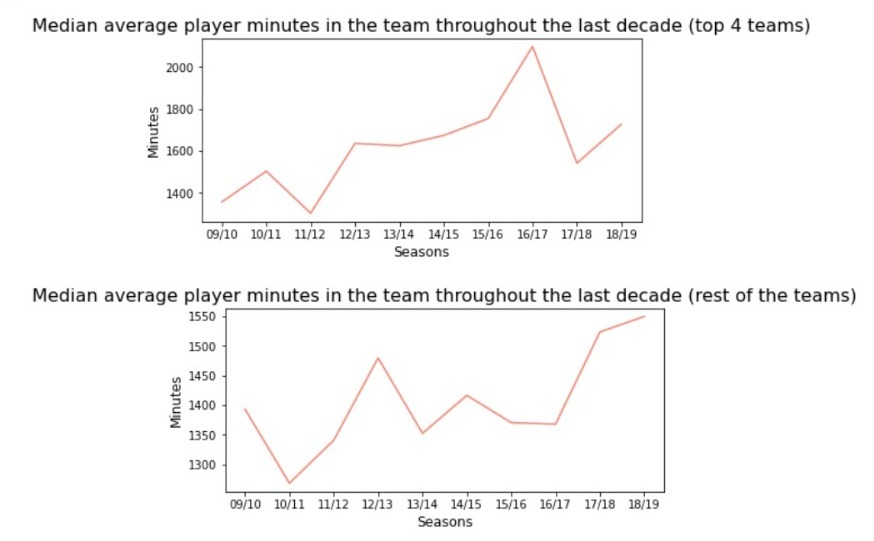 Median average player minutes in the team throughout the last decade (top 4 teams)
2000
1800
1600
1400
Minutes
09/10 10/11 11/12 12/13 13/14 14/15 15/16 16/17 17/18 18/19
Seasons
Median average player minutes in the team throughout the last decade (rest of the teams)
1550
1500
1450
1400
1350
1300
Minutes
09/10 10/11 11/12 12/13 13/14 14/15 15/16 16/17 17/18 18/19
Seasons